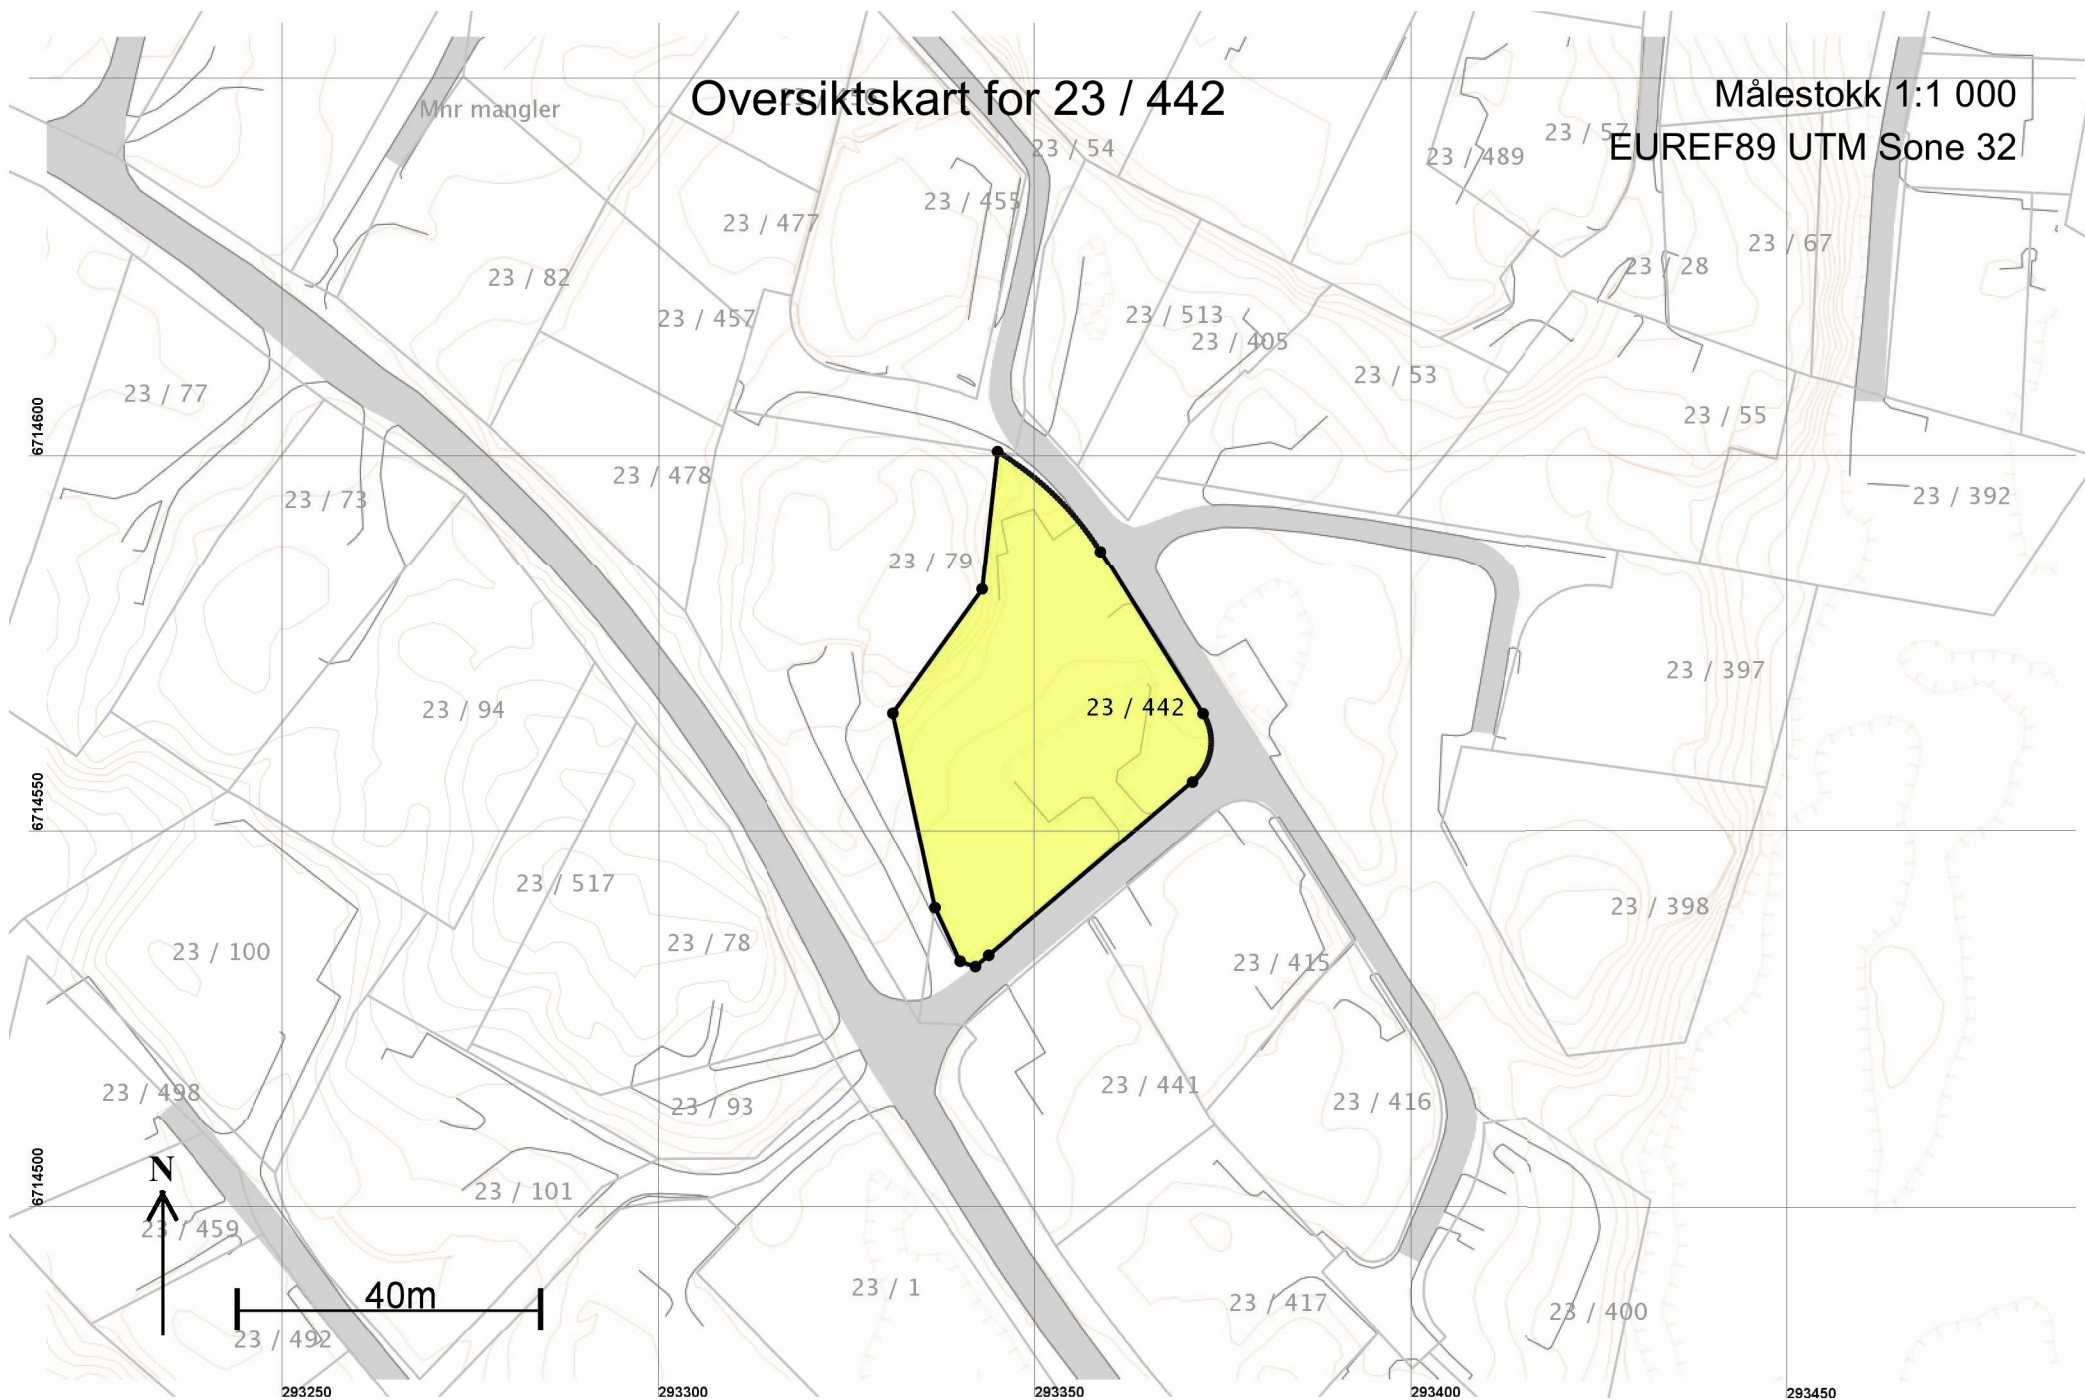 Oversiktskart for 23 / 442
Målestokk 1:1 000
EUREF89 UTM Sone 32
Mnr mangler
23 / 54
23 / 489
23 / 57
23 / 455
23 / 477
23 / 67
23 / 28
23 / 82
23 / 457
23 / 513
23 / 405
23 / 53
23 / 77
23 / 55
6714600
23 / 478
23 / 73
23 / 392
23 / 79
23 / 397
23 / 94
23 / 442
6714550
23 / 517
23 / 398
23 / 78
23 / 100
23 / 415
23 / 441
23 / 498
23 / 93
23 / 416
6714500
N
23 / 101
23 / 459
23 / 1
40m
23 / 417
23 / 400
23 / 492
293250
293300
293350
293400
293450